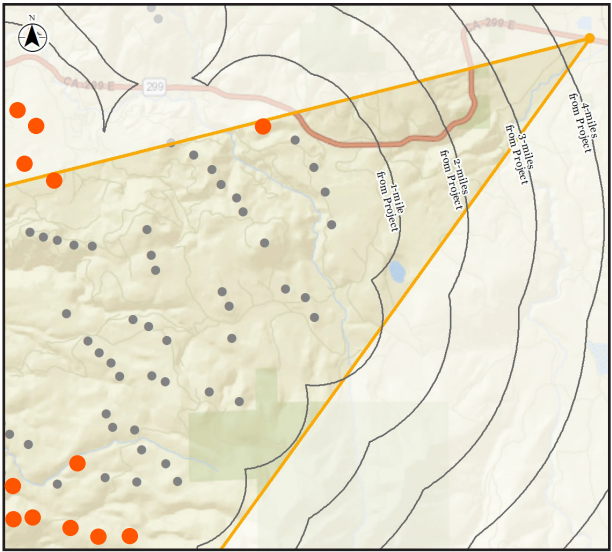 N
CA 299 E
CA 299 E
299
4-miles
from Project
3-miles
from Project
2-miles
from Project
1-mile
from Project